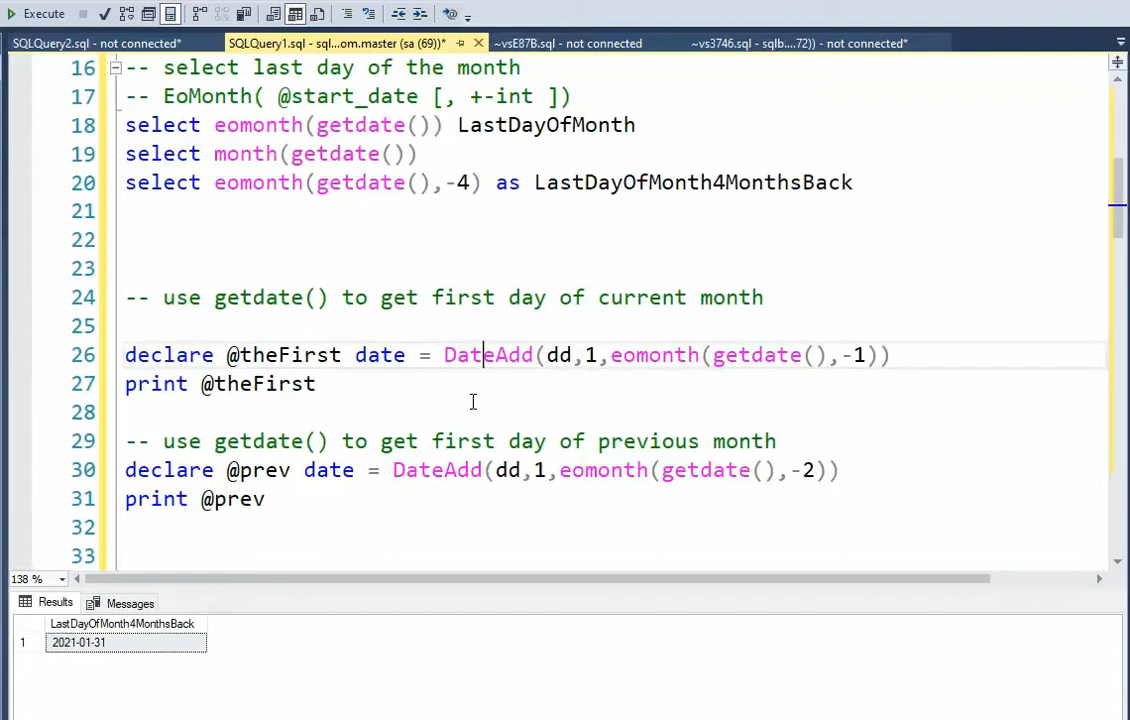 Execute
SQLQuery2.sql - not connected*
SQLQuery1.sql - sql...om.master (sa (69))*
~vsE87B.sql - not connected
~vs3746.sql - sqlb....72)) - not connected*
16 -- select last day of the month
17 -- EoMonth( @start_date [, +-int ])
18 select eomonth(getdate()) LastDayOfMonth
19 select month(getdate())
20 select eomonth(getdate(),-4) as LastDayOfMonth4MonthsBack
21
22
23
24 -- use getdate() to get first day of current month
25
26 declare @theFirst date = DateAdd(dd,1,eomonth(getdate(),-1))
27 print @theFirst
28
29 -- use getdate() to get first day of previous month
30 declare @prev date = DateAdd(dd,1,eomonth(getdate(),-2))
31 print @prev
32
33
138 %
Results Messages
LastDayOfMonth4MonthsBack
1 2021-01-31